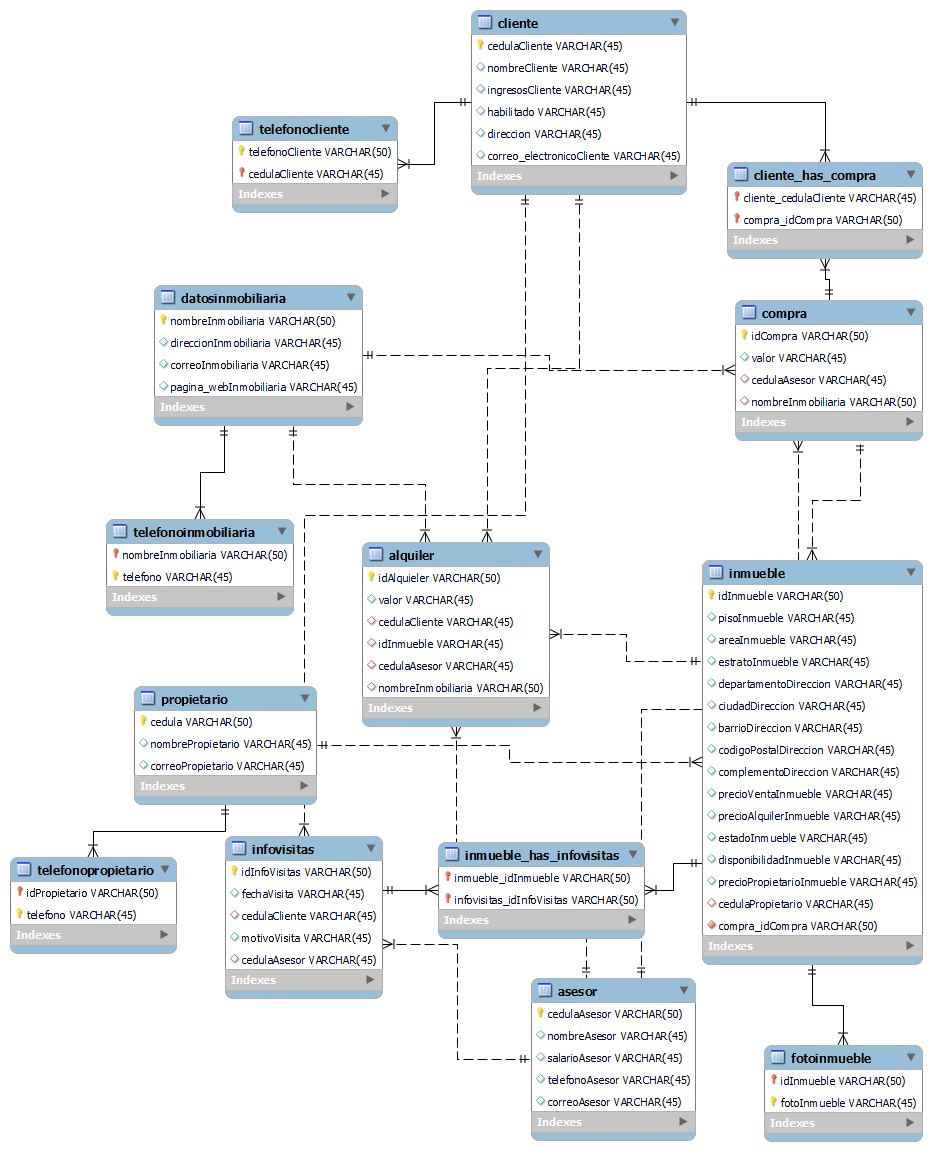 cliente
cedulaCliente VARCHAR(45)
nombreCliente VARCHAR(45)
ingresosCliente VARCHAR(45)
habilitado VARCHAR(45)
direccion VARCHAR(45)
correo_electronicoCliente VARCHAR(45)
Indexes
telefonocliente
telefonoCliente VARCHAR(50)
cedulaCliente VARCHAR(45)
Indexes
cliente_has_compra
cliente_cedulaCliente VARCHAR(45)
compra_idCompra VARCHAR(50)
Indexes
datosinmobiliaria
nombreInmobiliaria VARCHAR(50)
direccionInmobiliaria VARCHAR(45)
correoInmobiliaria VARCHAR(45)
pagina_webInmobiliaria VARCHAR(45)
Indexes
compra
idCompra VARCHAR(50)
valor VARCHAR(45)
cedulaAsesor VARCHAR(45)
nombreInmobiliaria VARCHAR(50)
Indexes
telefonoinmobiliaria
nombreInmobiliaria VARCHAR(50)
telefono VARCHAR(45)
Indexes
alquiler
idAlquieler VARCHAR(50)
valor VARCHAR(45)
cedulaCliente VARCHAR(45)
idInmueble VARCHAR(45)
cedulaAsesor VARCHAR(45)
nombreInmobiliaria VARCHAR(50)
Indexes
inmueble
idInmueble VARCHAR(50)
pisoInmueble VARCHAR(45)
areaInmueble VARCHAR(45)
estratoInmueble VARCHAR(45)
departamentoDireccion VARCHAR(45)
ciudadDireccion VARCHAR(45)
barrioDireccion VARCHAR(45)
codigoPostalDireccion VARCHAR(45)
complementoDireccion VARCHAR(45)
precioVentaInmueble VARCHAR(45)
precioAlquilerInmueble VARCHAR(45)
estadoInmueble VARCHAR(45)
disponibilidadInmueble VARCHAR(45)
precioPropietarioInmueble VARCHAR(45)
cedulaPropietario VARCHAR(45)
compra_idCompra VARCHAR(50)
Indexes
propietario
cedula VARCHAR(50)
nombrePropietario VARCHAR(45)
correoPropietario VARCHAR(45)
Indexes
telefonopropietario
idPropietario VARCHAR(50)
telefono VARCHAR(45)
Indexes
infovisitas
idInfoVisitas VARCHAR(50)
fechaVisita VARCHAR(45)
cedulaCliente VARCHAR(45)
motivoVisita VARCHAR(45)
cedulaAsesor VARCHAR(45)
Indexes
inmueble_has_infovisitas
inmueble_idInmueble VARCHAR(50)
infovisitas_idInfoVisitas VARCHAR(50)
Indexes
asesor
cedulaAsesor VARCHAR(50)
nombreAsesor VARCHAR(45)
salarioAsesor VARCHAR(45)
telefonoAsesor VARCHAR(45)
correoAsesor VARCHAR(45)
Indexes
fotoinmueble
idInmueble VARCHAR(50)
fotoInmueble VARCHAR(45)
Indexes